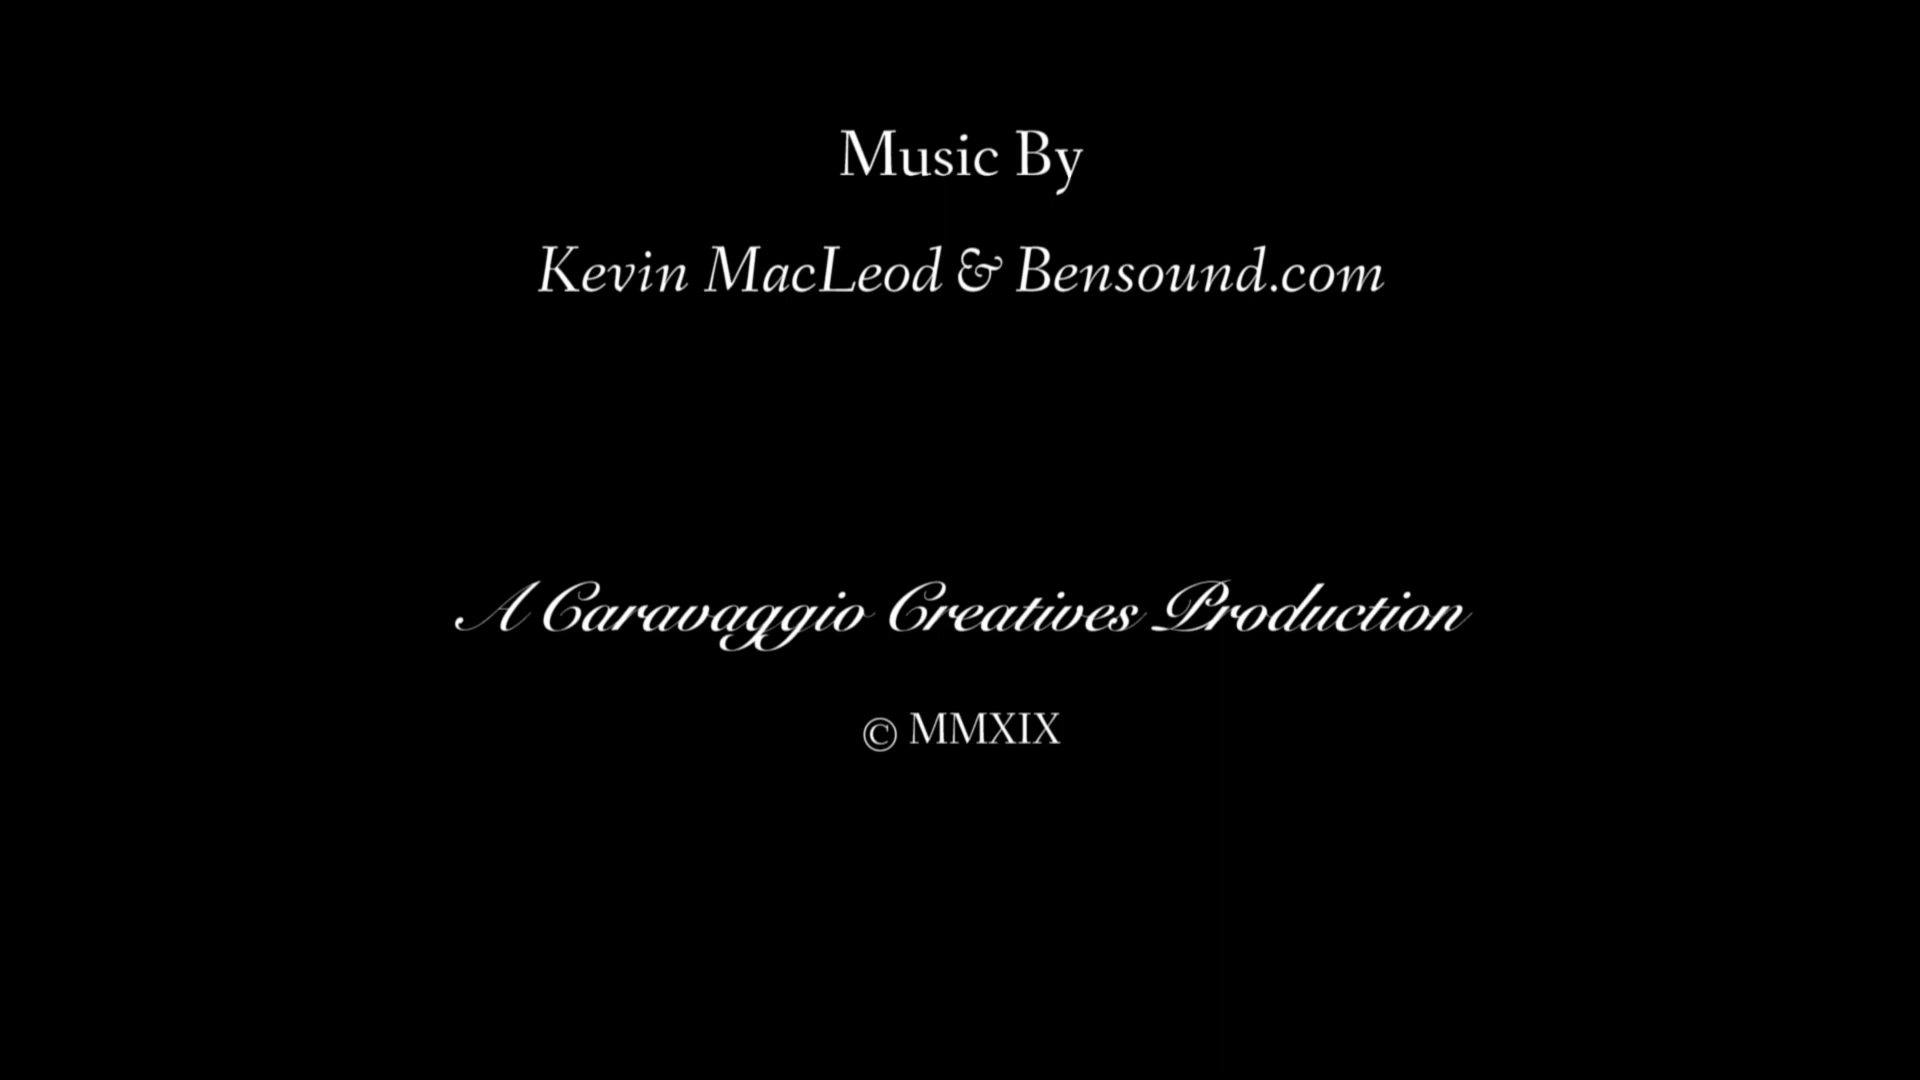 Music By
Kevin MacLeod & Bensound.com
A Caravaggio Creatives Production
© MMXIX